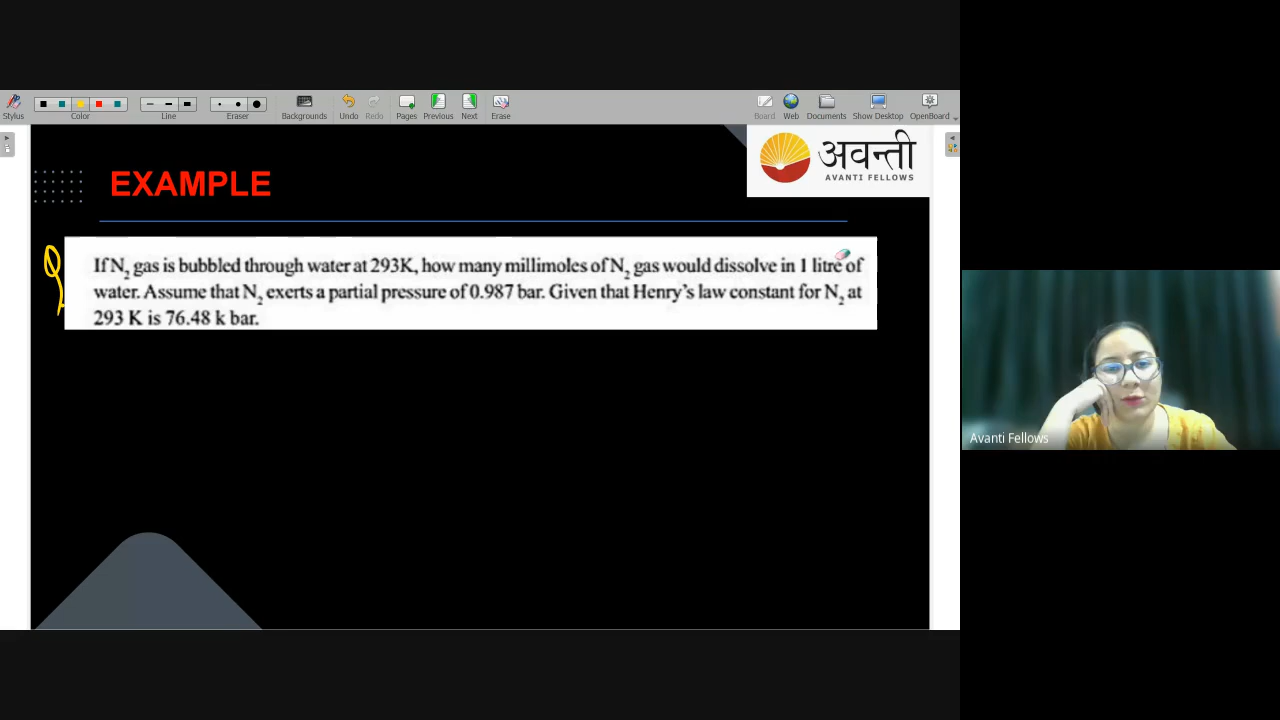 Stylus
Color
Line
Eraser
Backgrounds
Undo
Redo
Pages
Previous
Next
Erase
Board
Web
Documents
Show Desktop
OpenBoard
अवन्ती
AVANTI FELLOWS
EXAMPLE
If N₂ gas is bubbled through water at 293K, how many millimoles of N₂ gas would dissolve in 1 litre of
water. Assume that N₂ exerts a partial pressure of 0.987 bar. Given that Henry's law constant for N₂ at
293 K is 76.48 k bar.
Avanti Fellows